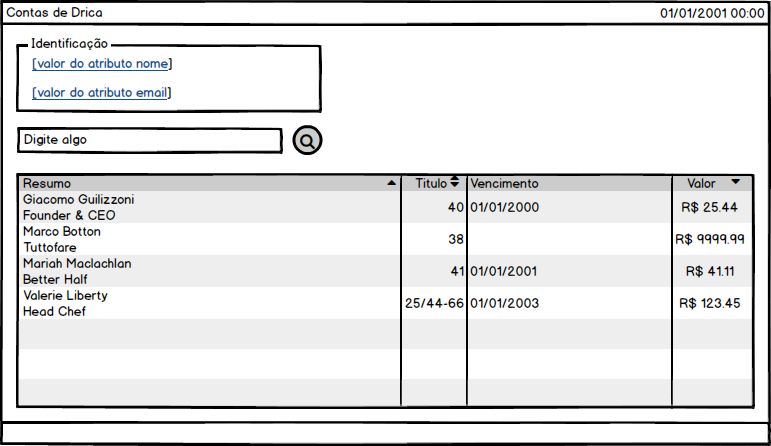 Contas de Drica 01/01/2001 00:00
Identificação
[valor do atributo nome]
[valor do atributo email]
Digite algo
Resumo Titulo Vencimento Valor
Giacomo Guilizzoni
Founder & CEO 40 01/01/2000 R$ 25.44
Marco Botton
Tuttofare 38 R$ 9999.99
Mariah Maclachlan
Better Half 41 01/01/2001 R$ 41.11
Valerie Liberty
Head Chef 25/44-66 01/01/2003 R$ 123.45